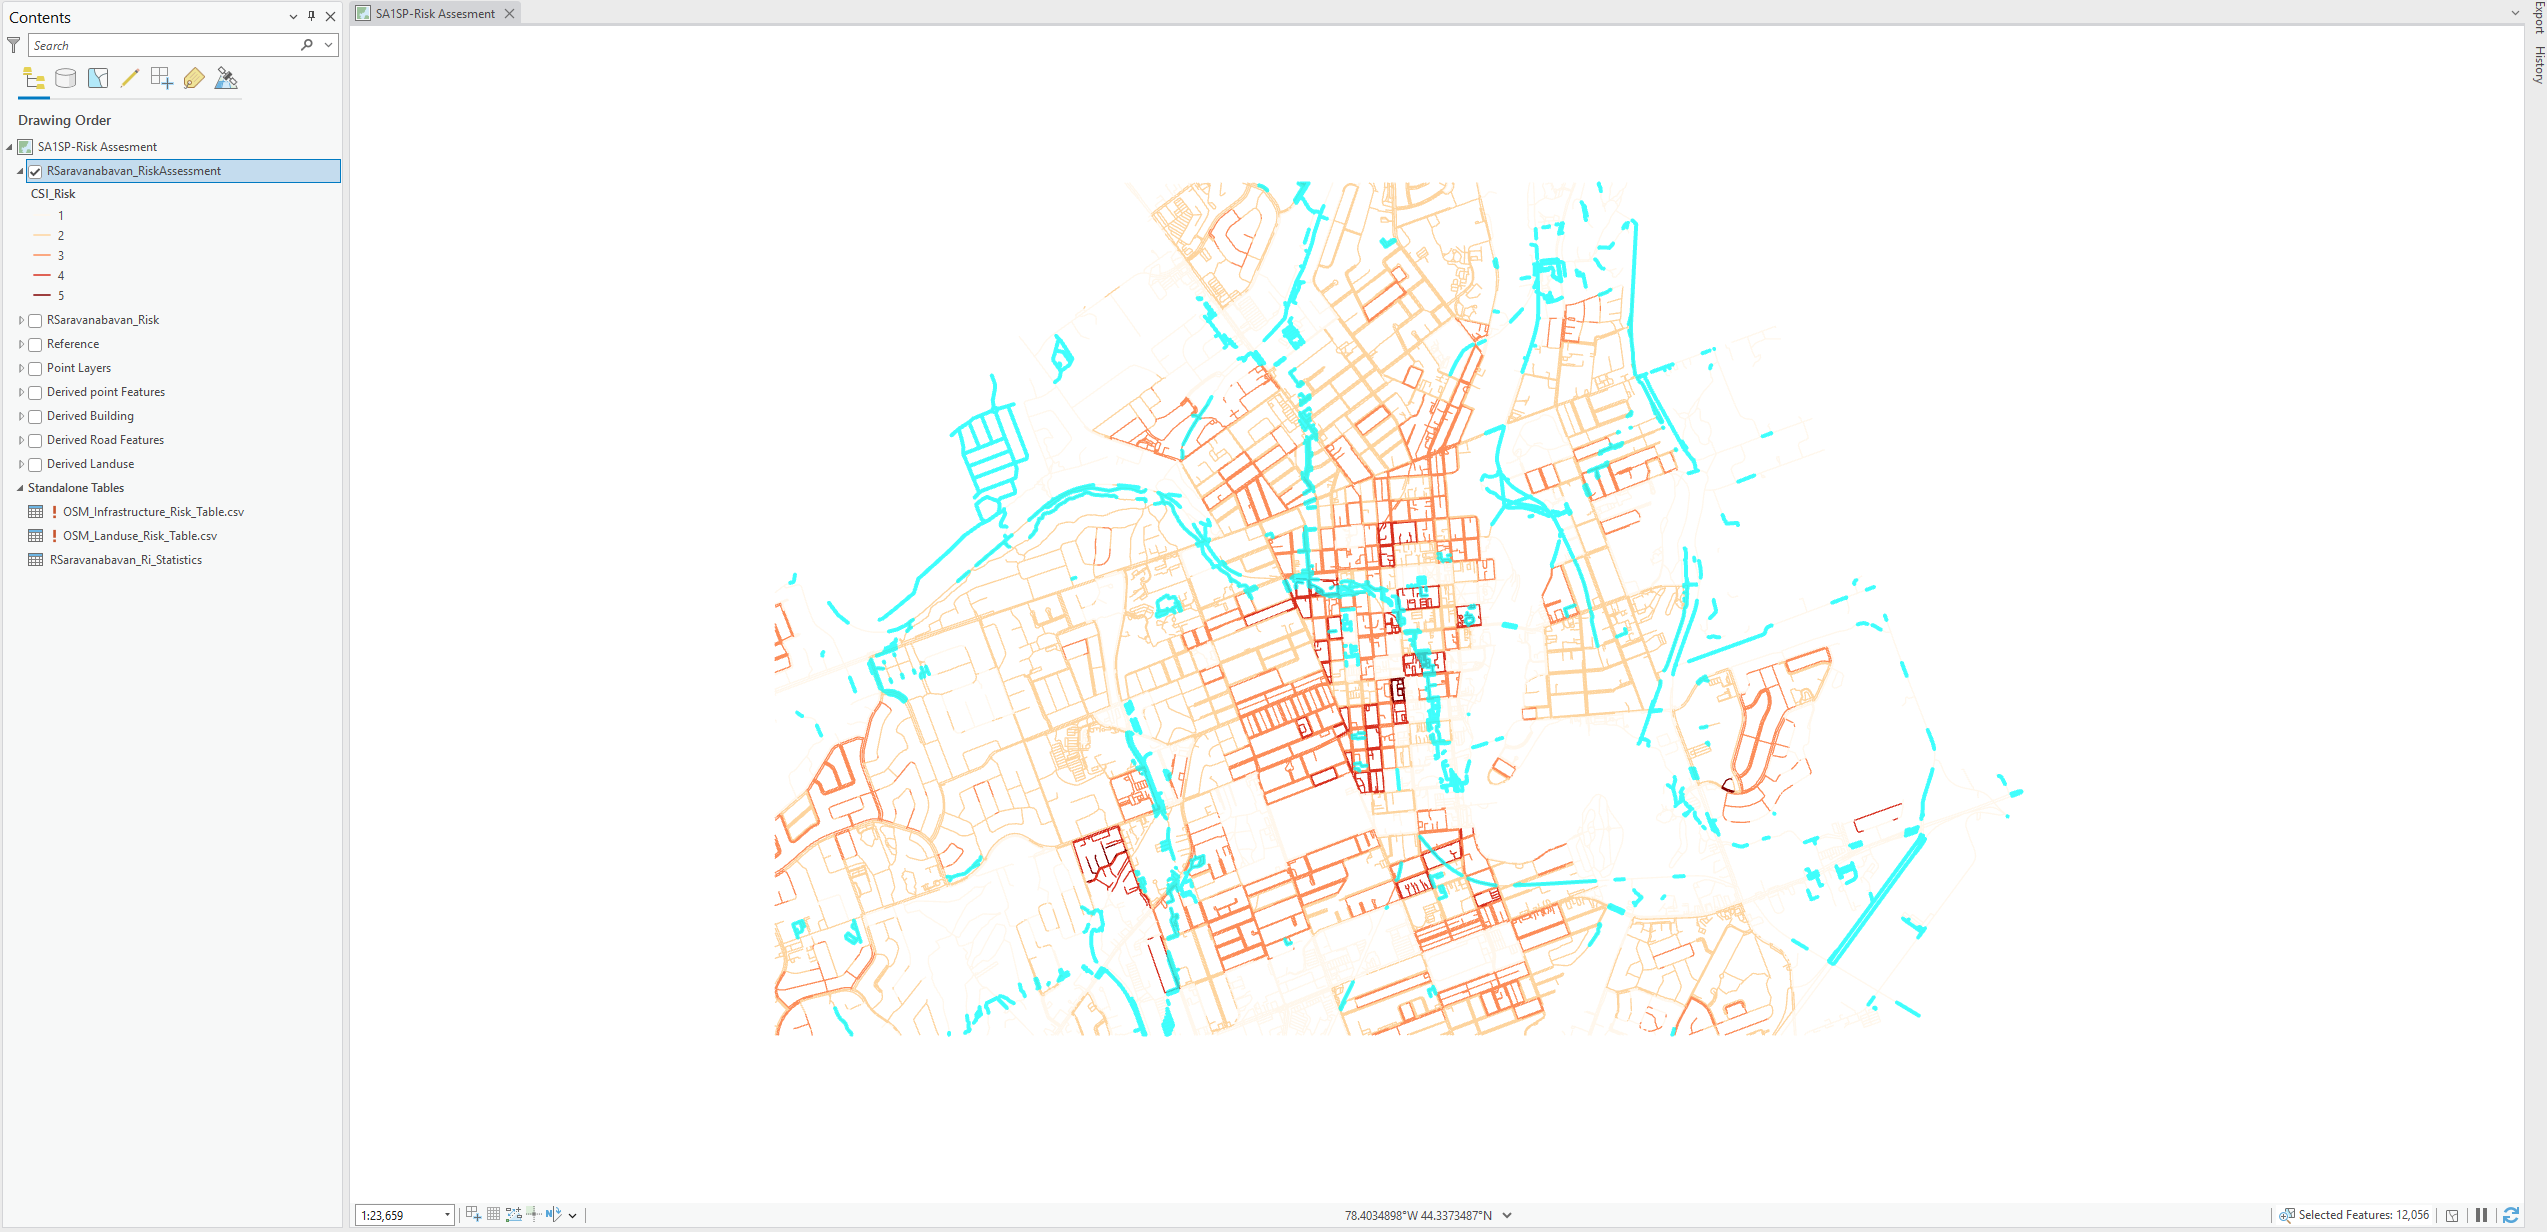 Contents
Search
Drawing Order
SA1SP-Risk Assesment
RSaravanabavan_RiskAssessment
CSI_Risk
1
2
3
4
5
RSaravanabavan_Risk
Reference
Point Layers
Derived point Features
Derived Building
Derived Road Features
Derived Landuse
Standalone Tables
! OSM_Infrastructure_Risk_Table.csv
! OSM_Landuse_Risk_Table.csv
RSaravanabavan_Ri_Statistics
SA1SP-Risk Assesment
Export
History
1:23,659
78.4034898°W 44.3373487°N
Selected Features: 12,056